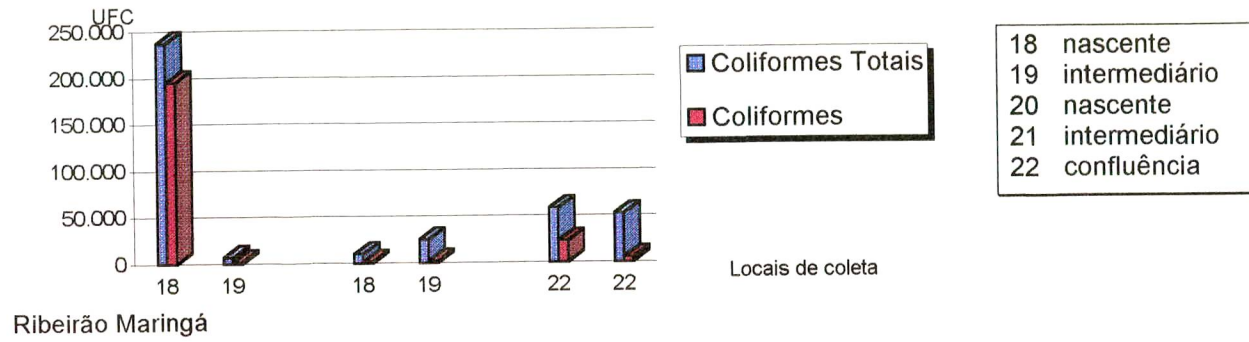 UFC
250.000
200.000
150.000
100.000
50.000
0
18 19 18 19 22 22
Ribeirão Maringá
Coliformes Totais
Coliformes
Locais de coleta
18 nascente
19 intermediário
20 nascente
21 intermediário
22 confluência